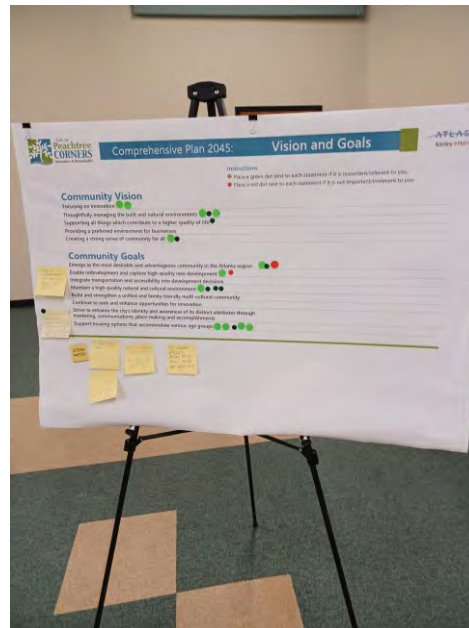 CITY OF
Peachtree
CORNERS
Innovative & Remarkable
Comprehensive Plan 2045: Vision and Goals
ATLAS
Kimley»Horn
Instructions
Place a green dot next to each statement if it is important/relevant to you
Place a red dot next to each statement if it is not important/irrelevant to you
Community Vision
Focusing on innovation
Thoughtfully managing the built and natural environments
Supporting all things which contribute to a higher quality of life
Providing a preferred environment for businesses
Creating a strong sense of community for all
Community Goals
Emerge as the most desirable and advantageous community in the Atlanta region
Enable redevelopment and capture high-quality new development
Integrate transportation and accessibility into development decisions
Maintain a high-quality natural and cultural environment
Build and strengthen a unified and family-friendly multi-cultural community
Continue to seek and enhance opportunities for innovation
Strive to enhance the city's identity and awareness of its distinct attributes through
marketing, communications, place-making and accomplishments
Support housing options that accommodate various age groups